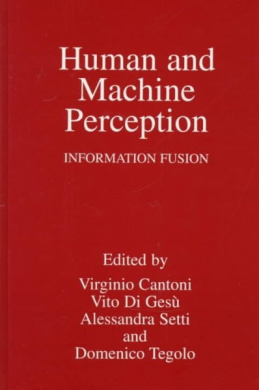 Human and
Machine
Perception
INFORMATION FUSION
Edited by
Virginio Cantoni
Vito Di Gesù
Alessandra Setti
and
Domenico Tegolo